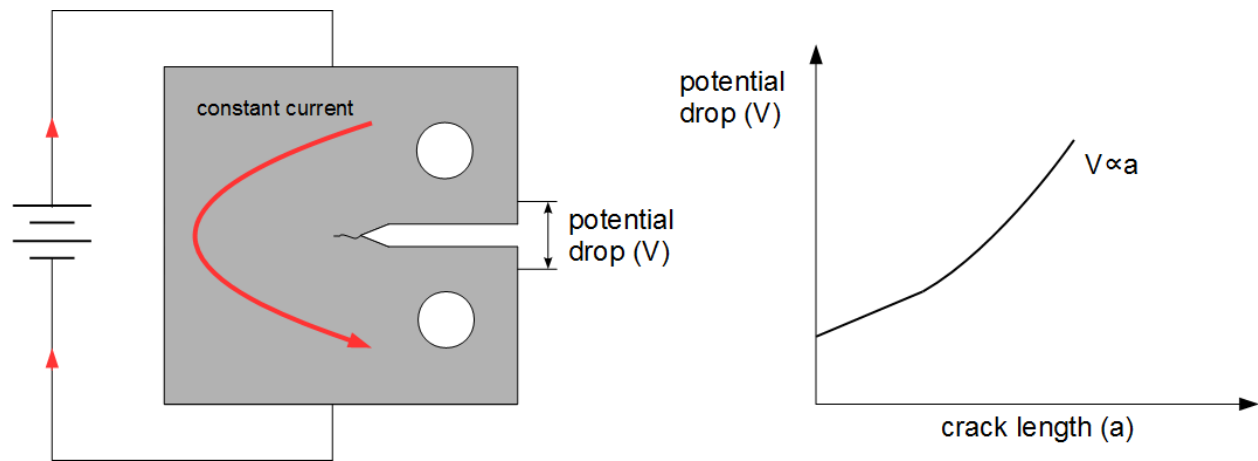 constant current
potential
drop (V)
potential
drop (V)
V∝a
crack length (a)